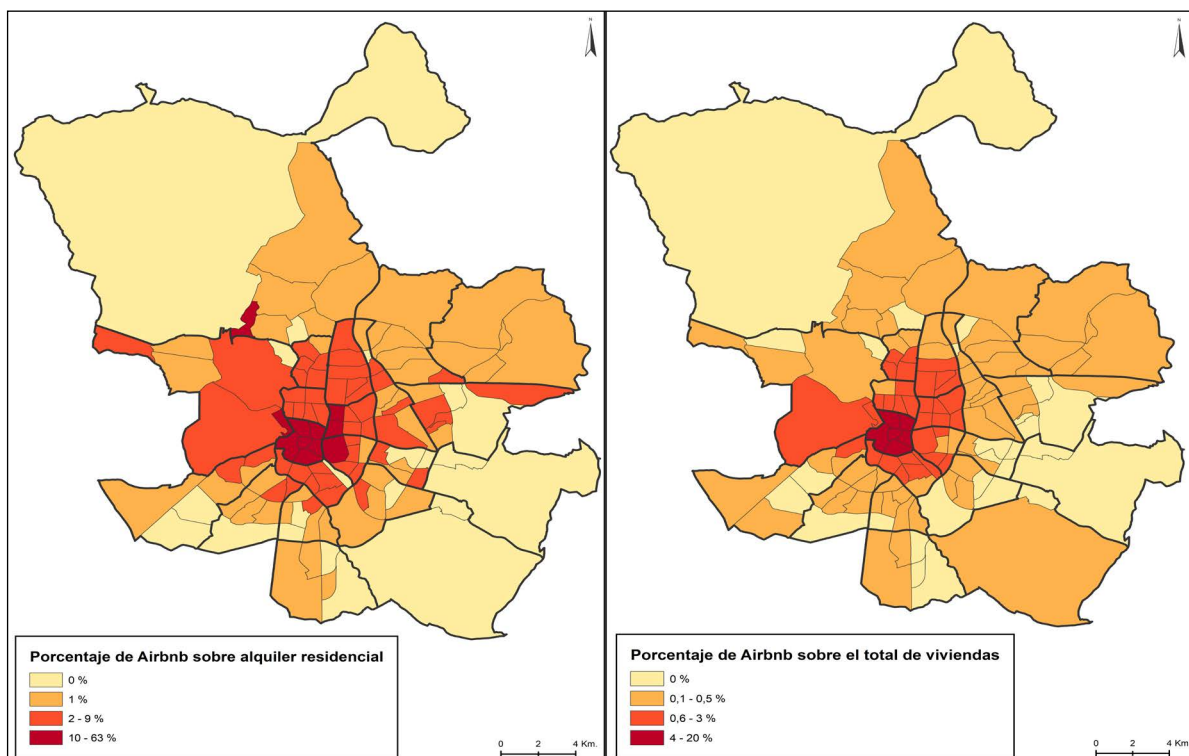 N
Porcentaje de Airbnb sobre alquiler residencial
0 %
1 %
2 - 9 %
10 - 63 %
0 2 4 Km.
N
Porcentaje de Airbnb sobre el total de viviendas
0 %
0,1 - 0,5 %
0,6 - 3 %
4 - 20 %
0 2 4 Km.